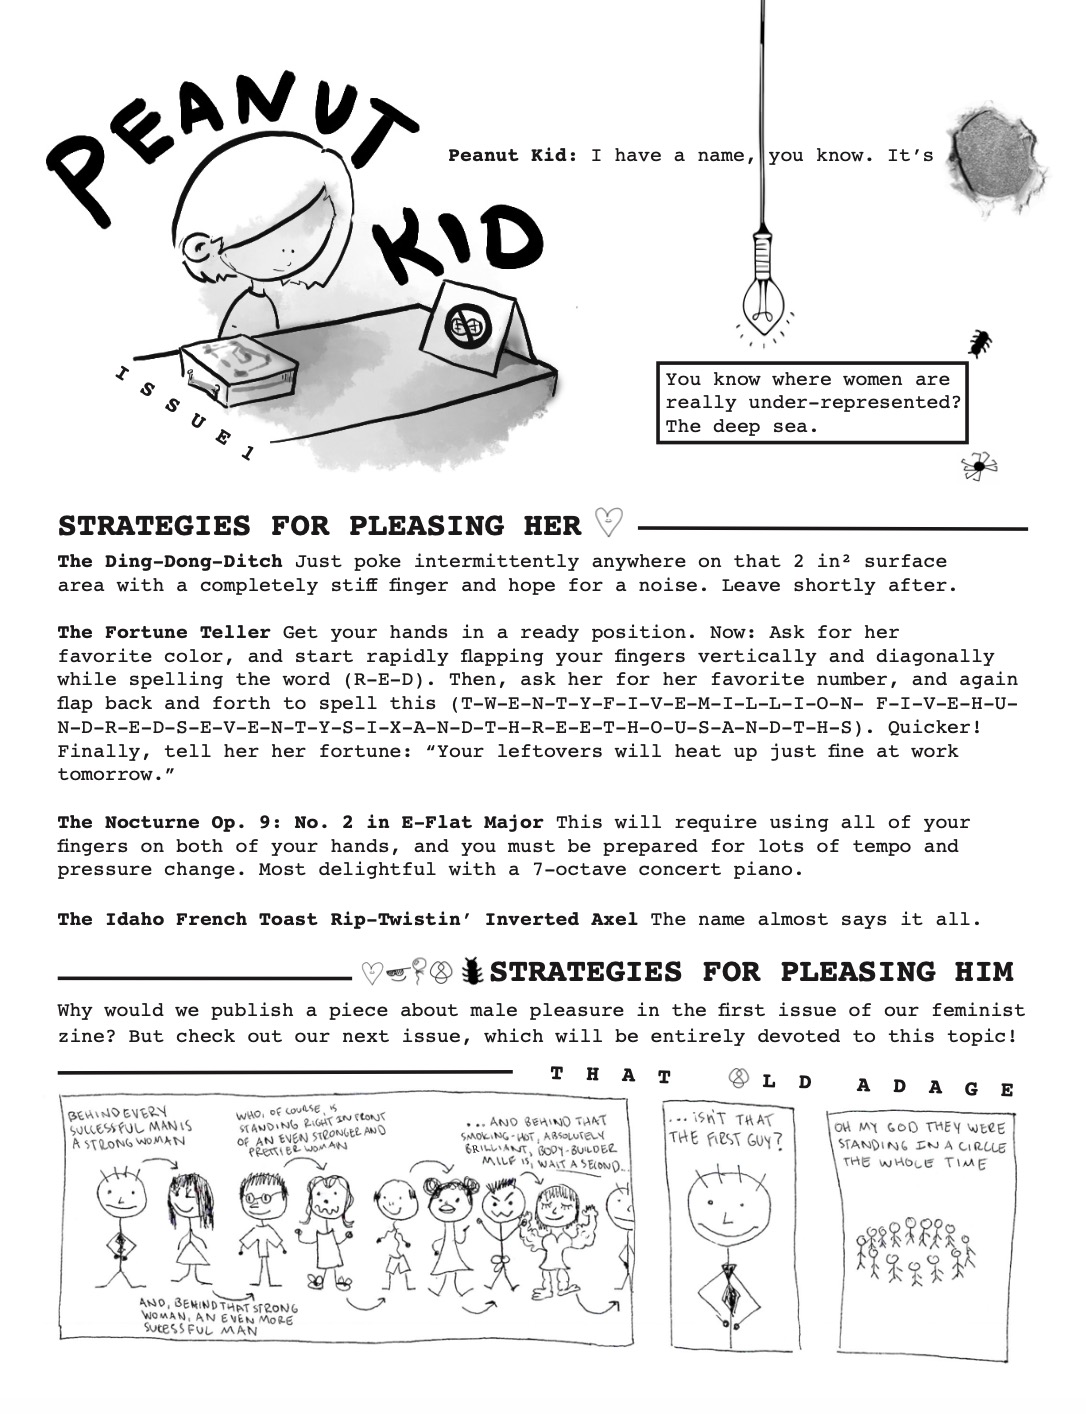 PEANUT
KID
Peanut Kid: I have a name, you know. It's
ISSUE 1
You know where women are
really under-represented?
The deep sea.
STRATEGIES FOR PLEASING HER
The Ding-Dong-Ditch Just poke intermittently anywhere on that 2 in² surface
area with a completely stiff finger and hope for a noise. Leave shortly after.
The Fortune Teller Get your hands in a ready position. Now: Ask for her
favorite color, and start rapidly flapping your fingers vertically and diagonally
while spelling the word (R-E-D). Then, ask her for her favorite number, and again
flap back and forth to spell this (T-W-E-N-T-Y-F-I-V-E-M-I-L-L-I-O-N- F-I-V-E-H-U-
N-D-R-E-D-S-E-V-E-N-T-Y-S-I-X-A-N-D-T-H-R-E-E-T-H-O-U-S-A-N-D-T-H-S). Quicker!
Finally, tell her her fortune: “Your leftovers will heat up just fine at work
tomorrow.”
The Nocturne Op. 9: No. 2 in E-Flat Major This will require using all of your
fingers on both of your hands, and you must be prepared for lots of tempo and
pressure change. Most delightful with a 7-octave concert piano.
The Idaho French Toast Rip-Twistin’ Inverted Axel The name almost says it all.
STRATEGIES FOR PLEASING HIM
Why would we publish a piece about male pleasure in the first issue of our feminist
zine? But check out our next issue, which will be entirely devoted to this topic!
THAT LD ADAGE
BEHIND EVERY
SUCCESSFUL MAN IS
A STRONG WOMAN
AND, BEHIND THAT STRONG
WOMAN, AN EVEN MORE
SUCESSFUL MAN
WHO, OF COURSE, IS
STANDING RIGHT IN FRONT
OF AN EVEN STRONGER AND
PRETTIER WOMAN
...AND BEHIND THAT
SMOKING-HOT, ABSOLUTELY
BRILLIANT, BODY-BUILDER
MILF IS, WAIT A SECOND...
...ISN'T THAT
THE FIRST GUY?
OH MY GOD THEY WERE
STANDING IN A CIRCLE
THE WHOLE TIME